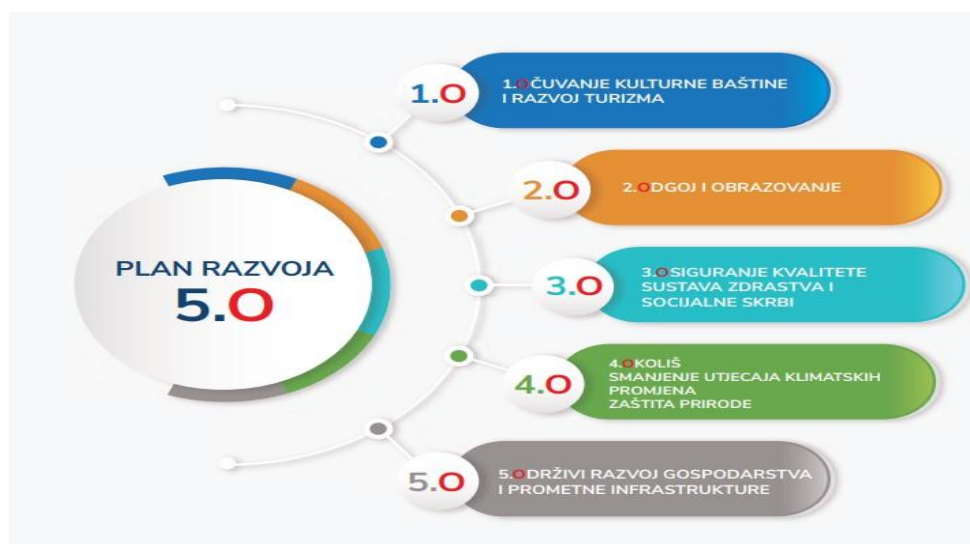 PLAN RAZVOJA
5.O
1.O
1.OČUVANJE KULTURNE BAŠTINE
I RAZVOJ TURIZMA
2.O
2.ODGOJ I OBRAZOVANJE
3.O
3.OSIGURANJE KVALITETE
SUSTAVA ZDRASTVA I
SOCIJALNE SKRBI
4.O
4.OKOLIŠ
SMANJENJE UTJECAJA KLIMATSKIH
PROMJENA
ZAŠTITA PRIRODE
5.O
5.ODRŽIVI RAZVOJ GOSPODARSTVA
I PROMETNE INFRASTRUKTURE